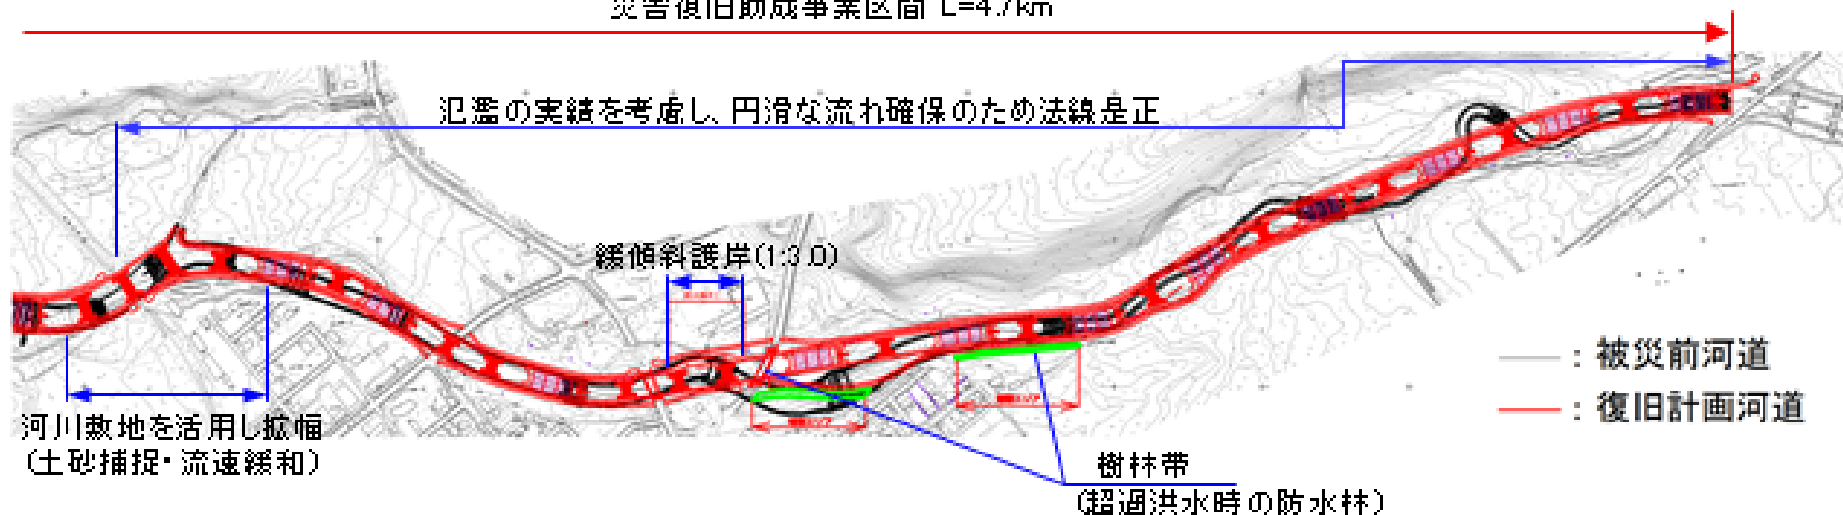 災害復旧助成事業区間 L=4.7km
氾濫の実績を考慮し、円滑な流れ確保のため法線是正
緩傾斜護岸(1:3.0)
：被災前河道
：復旧計画河道
河川敷地を活用し拡幅
(土砂捕捉・流速緩和)
樹林帯
(超過洪水時の防水林)